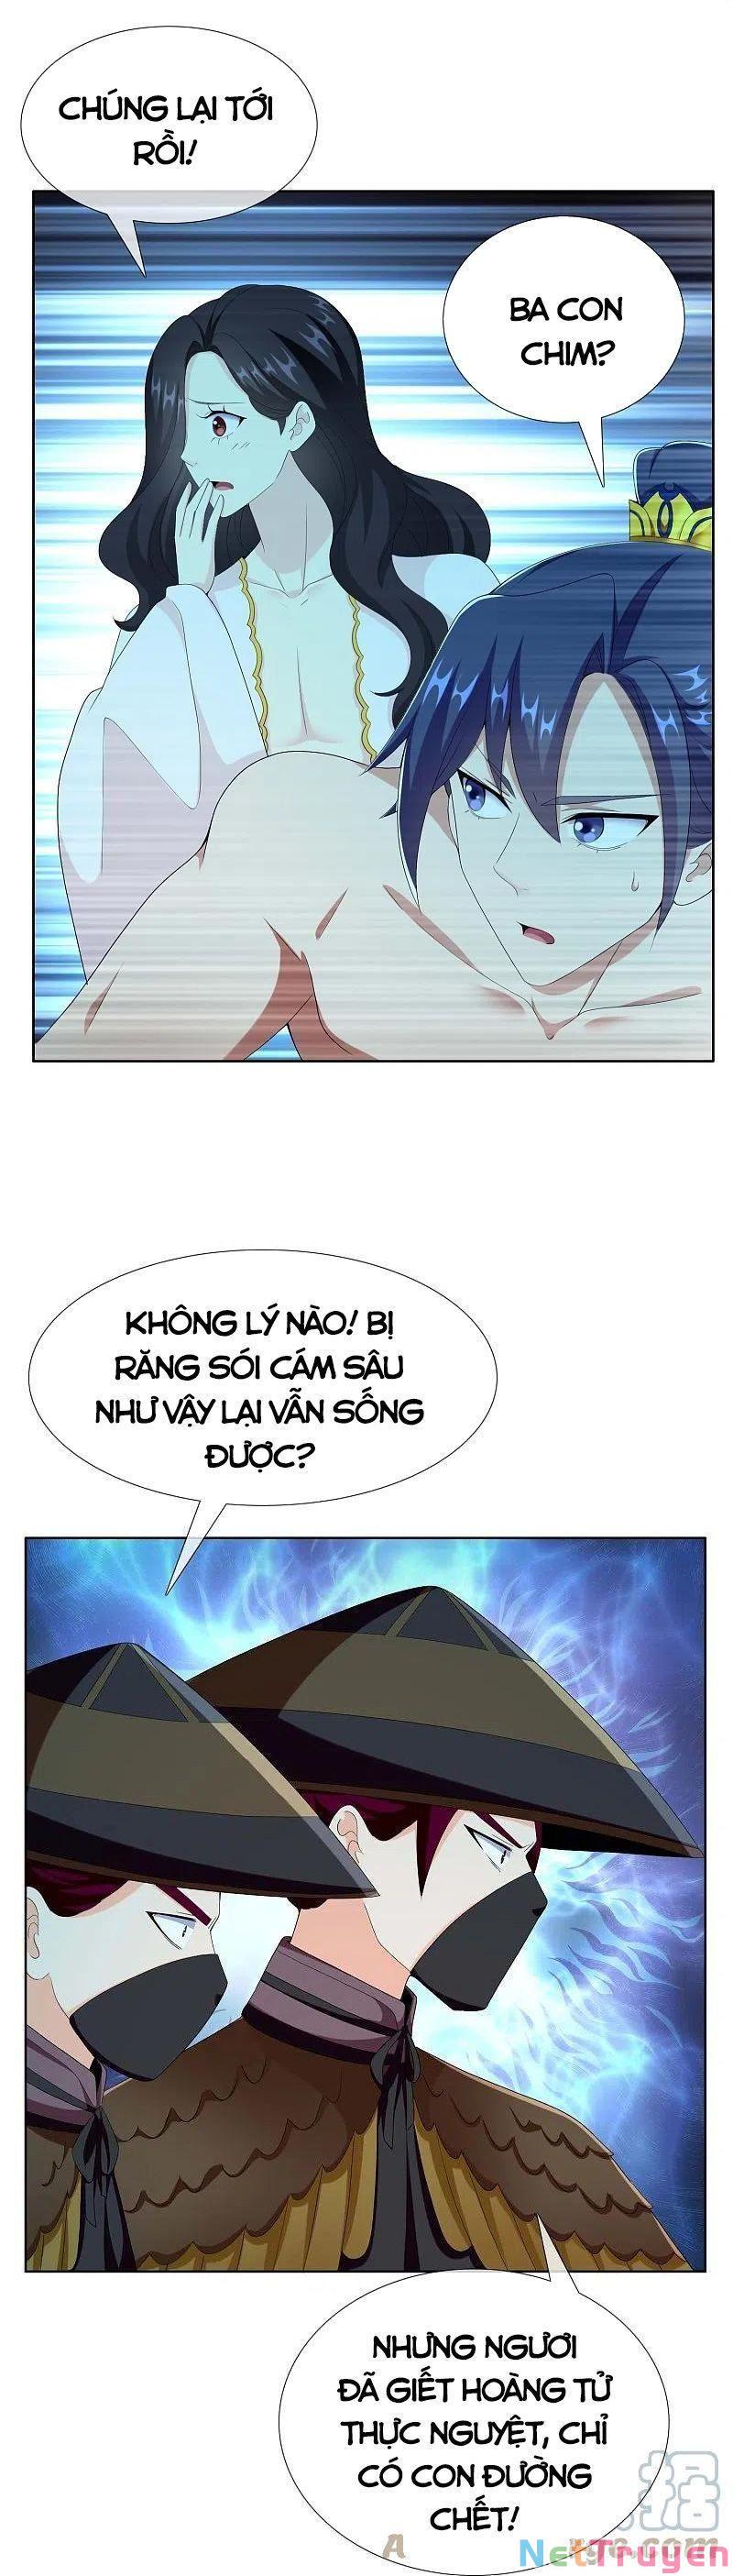 CHÚNG LẠI TỚI
RỒI!
BA CON
CHIM?
KHÔNG LÝ NÀO! BỊ
RĂNG SÓI CÁM SÂU
NHƯ VẬY LẠI VẪN SỐNG
ĐƯỢC?
NHƯNG NGƯƠI
ĐÃ GIẾT HOÀNG TỬ
THỰC NGUYỆT, CHỈ
CÓ CON ĐƯỜNG
CHẾT!
A
NetTruyen